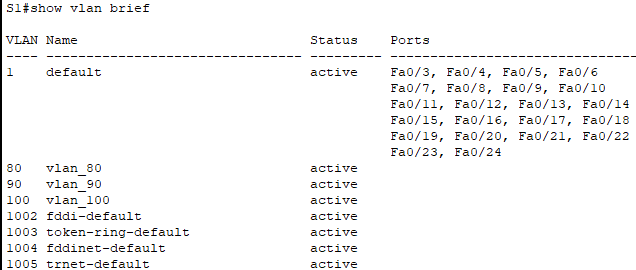 S1#show vlan brief
VLAN Name                             Status    Ports
---- -------------------------------- --------- -------------------------------
1    default                          active    Fa0/3, Fa0/4, Fa0/5, Fa0/6
                                                Fa0/7, Fa0/8, Fa0/9, Fa0/10
                                                Fa0/11, Fa0/12, Fa0/13, Fa0/14
                                                Fa0/15, Fa0/16, Fa0/17, Fa0/18
                                                Fa0/19, Fa0/20, Fa0/21, Fa0/22
                                                Fa0/23, Fa0/24
80   vlan_80                          active
90   vlan_90                          active
100  vlan_100                         active
1002 fddi-default                     active
1003 token-ring-default               active
1004 fddinet-default                  active
1005 trnet-default                    active